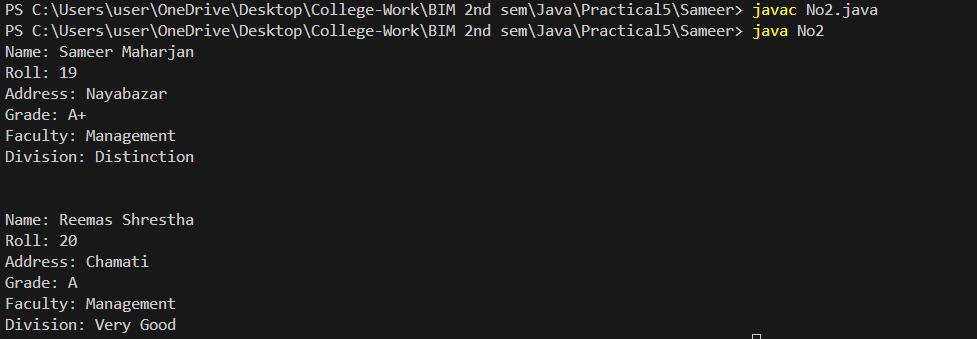 PS C:\Users\user\OneDrive\Desktop\College-Work\BIM 2nd sem\Java\Practical5\Sameer> javac No2.java
PS C:\Users\user\OneDrive\Desktop\College-Work\BIM 2nd sem\Java\Practical5\Sameer> java No2
Name: Sameer Maharjan
Roll: 19
Address: Nayabazar
Grade: A+
Faculty: Management
Division: Distinction
Name: Reemas Shrestha
Roll: 20
Address: Chamati
Grade: A
Faculty: Management
Division: Very Good